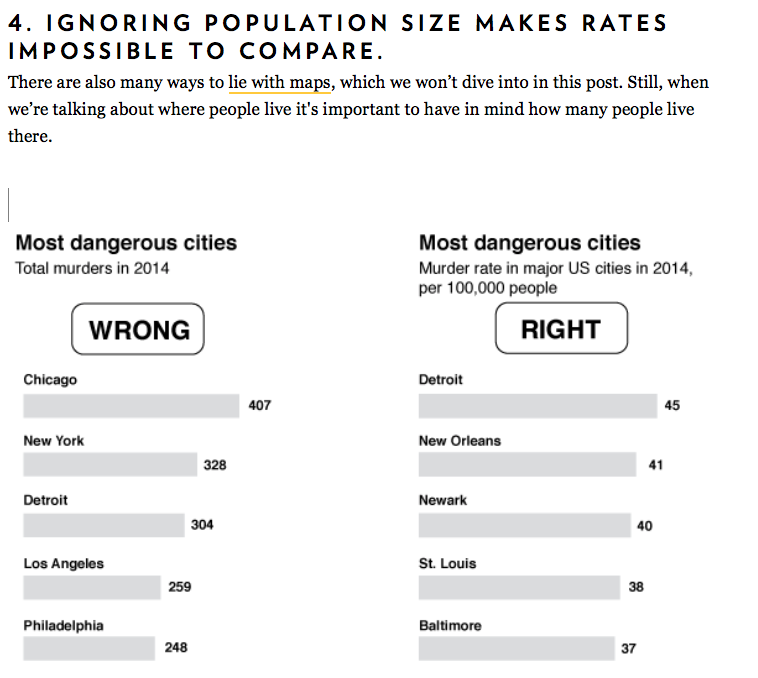 4. IGNORING POPULATION SIZE MAKES RATES
IMPOSSIBLE TO COMPARE.
There are also many ways to lie with maps, which we won’t dive into in this post. Still, when
we’re talking about where people live it's important to have in mind how many people live
there.
Most dangerous cities
Total murders in 2014
WRONG
Chicago
407
New York
328
Detroit
304
Los Angeles
259
Philadelphia
248
Most dangerous cities
Murder rate in major US cities in 2014,
per 100,000 people
RIGHT
Detroit
45
New Orleans
41
Newark
40
St. Louis
38
Baltimore
37